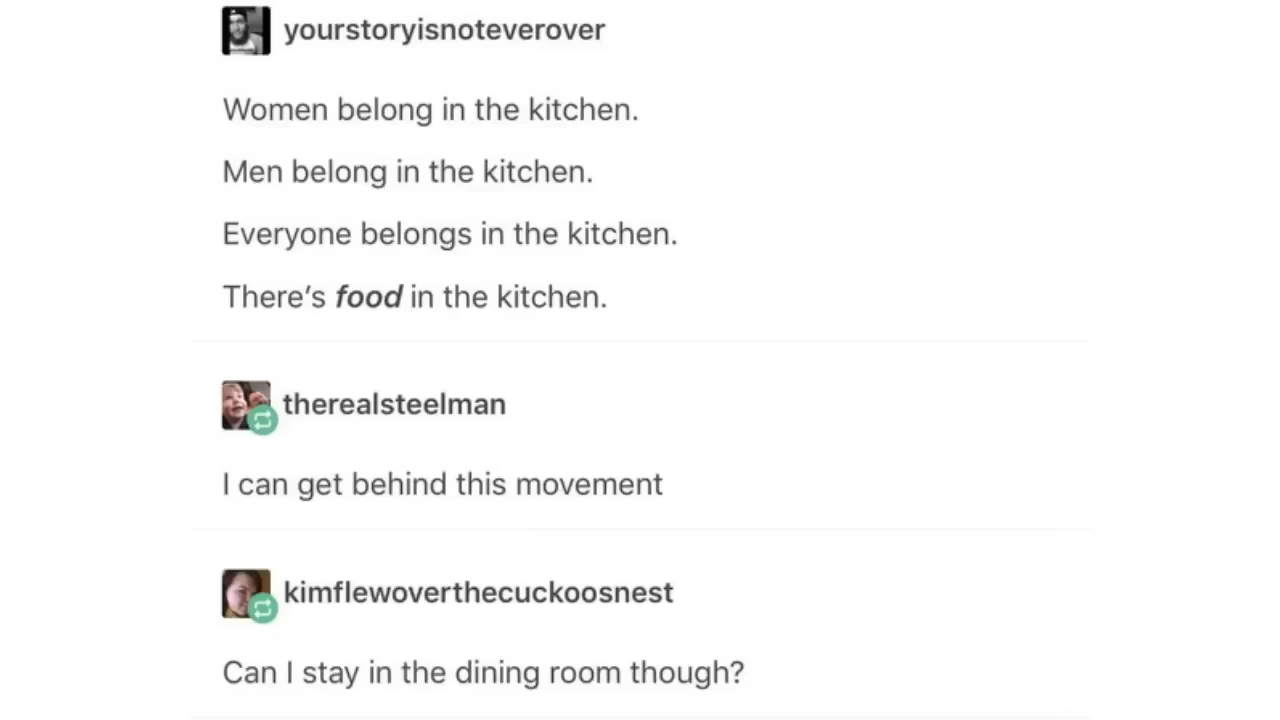 yourstoryisnoteverover
Women belong in the kitchen.
Men belong in the kitchen.
Everyone belongs in the kitchen.
There’s food in the kitchen.
therealsteelman
I can get behind this movement
kimflewoverthecuckoosnest
Can I stay in the dining room though?